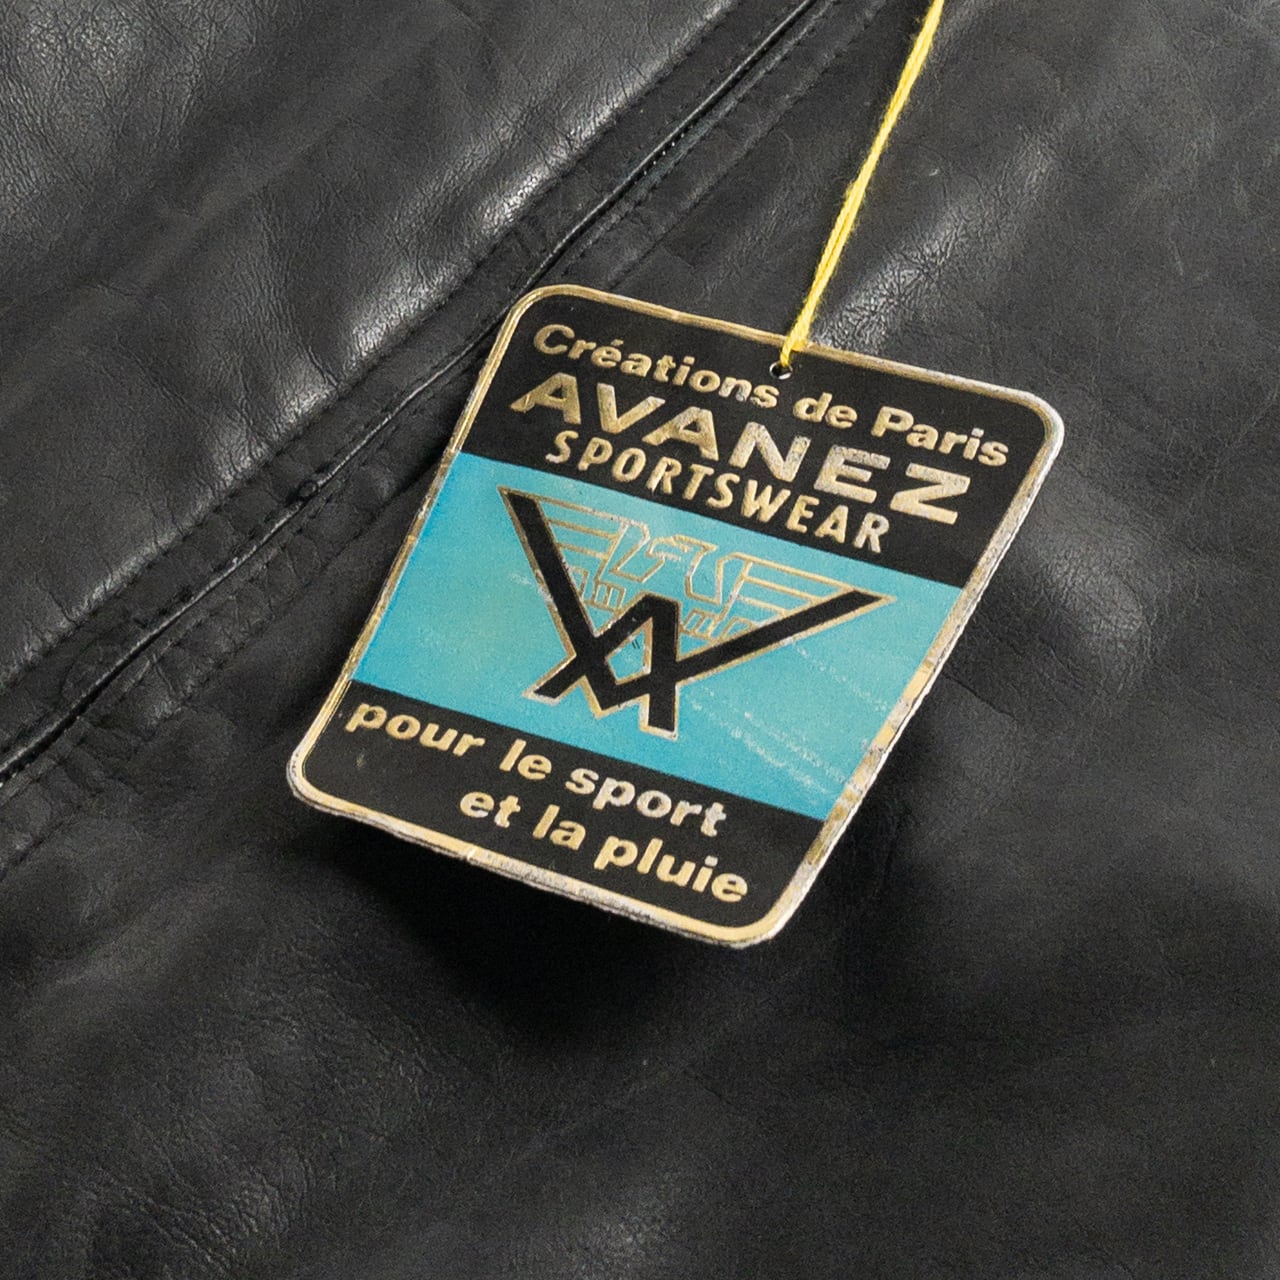 Créations de Paris
AVANEZ
SPORTSWEAR
pour le sport
et la pluie